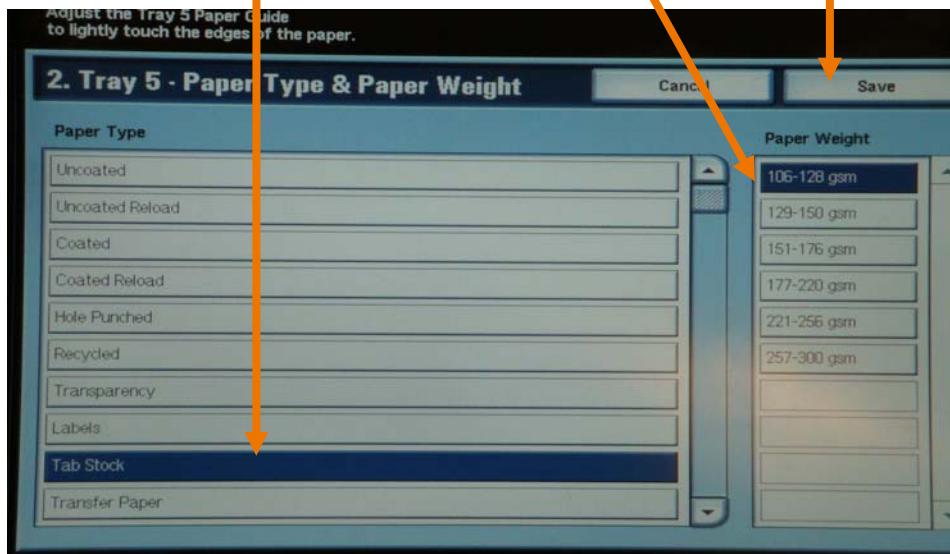 Adjust the Tray 5 Paper Guide
to lightly touch the edges of the paper.
2. Tray 5 - Paper Type & Paper Weight
Cancel
Save
Paper Type
Uncoated
Uncoated Reload
Coated
Coated Reload
Hole Punched
Recycled
Transparency
Labels
Tab Stock
Transfer Paper
Paper Weight
106-128 gsm
129-150 gsm
151-176 gsm
177-220 gsm
221-256 gsm
257-300 gsm